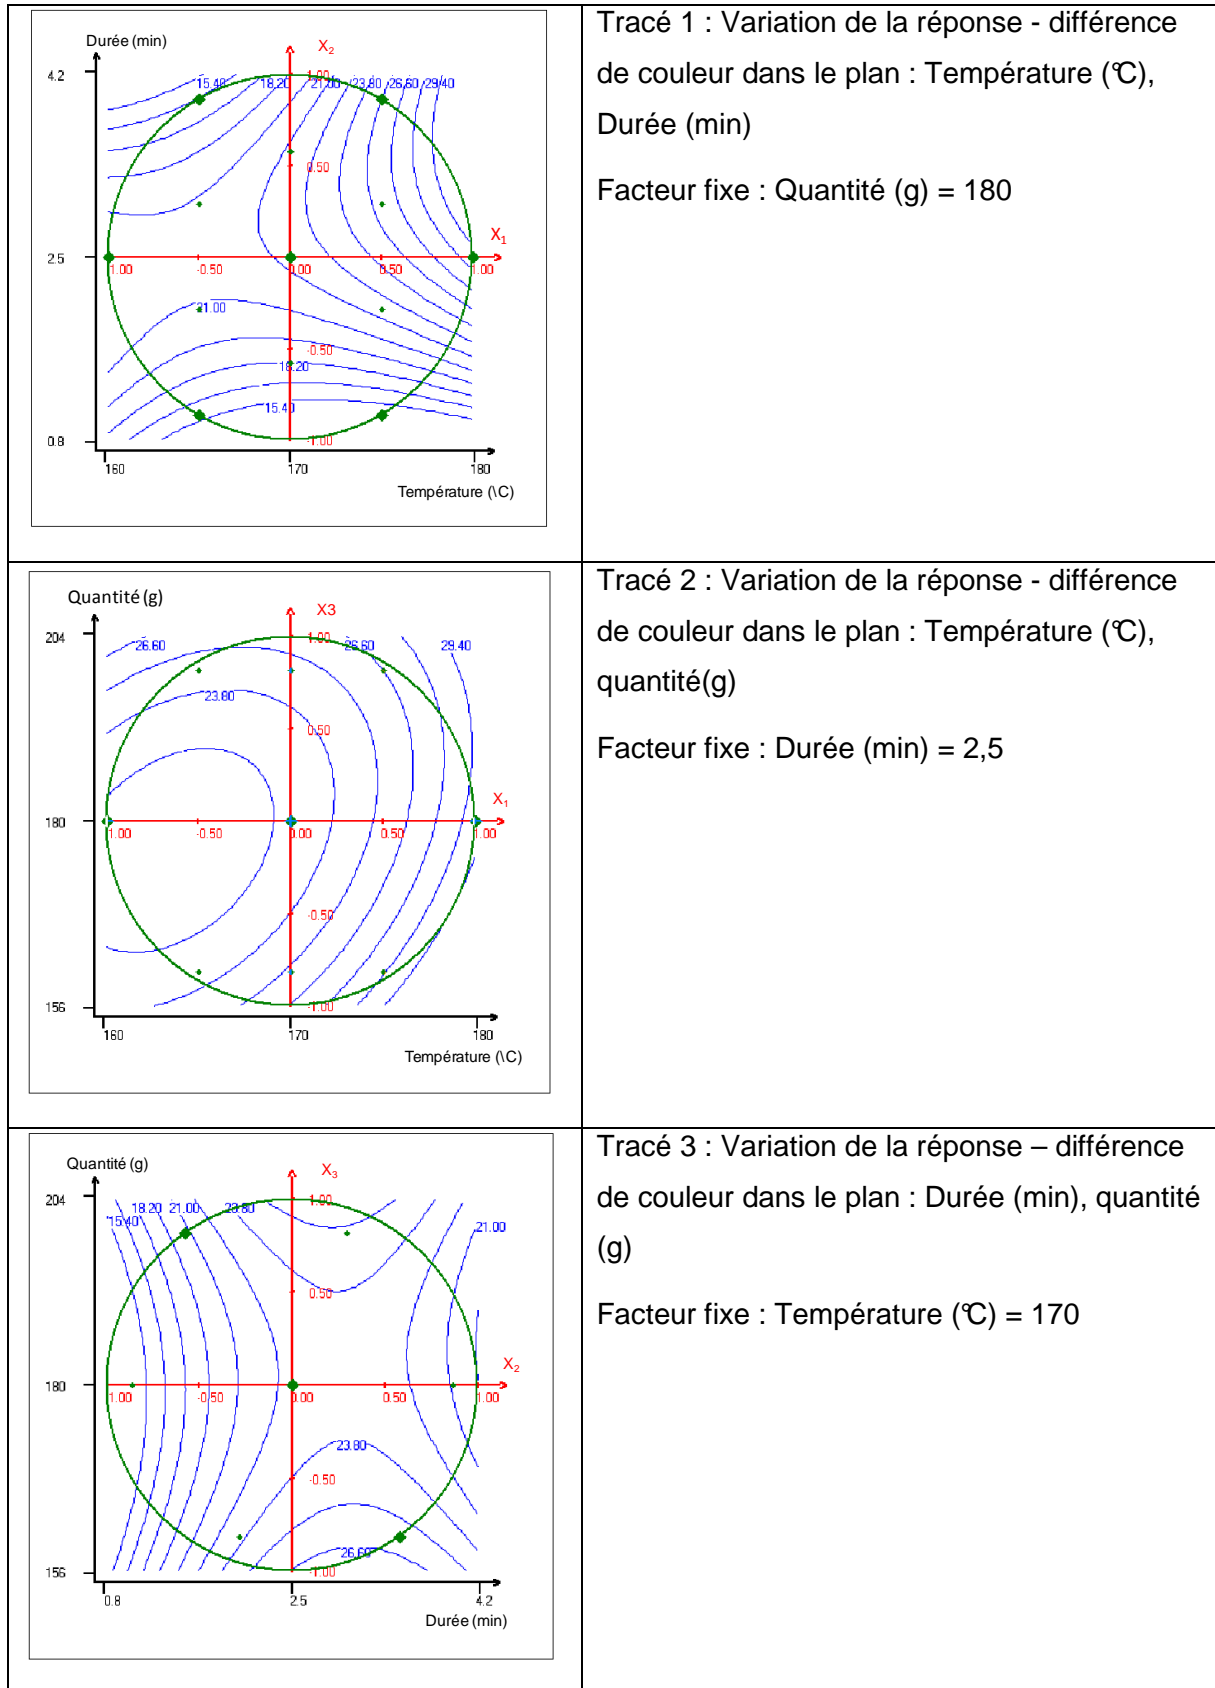 Durée (min)
X2
4.2
1.00
15.40 18.20 21.00 23.80 26.60 29.40
0.50
X1
2.5
1.00 -0.50 0.00 0.50 1.00
21.00
-0.50
18.20
15.40
0.8
-1.00
160 170 180
Température (\C)
Tracé 1 : Variation de la réponse - différence
de couleur dans le plan : Température (°C),
Durée (min)
Facteur fixe : Quantité (g) = 180
Quantité (g)
X3
204
1.00
26.60 26.60 29.40
23.80
0.50
X1
180
1.00 -0.50 0.00 0.50 1.00
-0.50
156
-1.00
160 170 180
Température (\C)
Tracé 2 : Variation de la réponse - différence
de couleur dans le plan : Température (°C),
quantité(g)
Facteur fixe : Durée (min) = 2,5
Quantité (g)
X3
204
1.00
15.40 18.20 21.00 23.80 21.00
0.50
X2
180
1.00 -0.50 0.00 0.50 1.00
23.80
-0.50
26.60
156
-1.00
0.8 2.5 4.2
Durée (min)
Tracé 3 : Variation de la réponse – différence
de couleur dans le plan : Durée (min), quantité
(g)
Facteur fixe : Température (°C) = 170